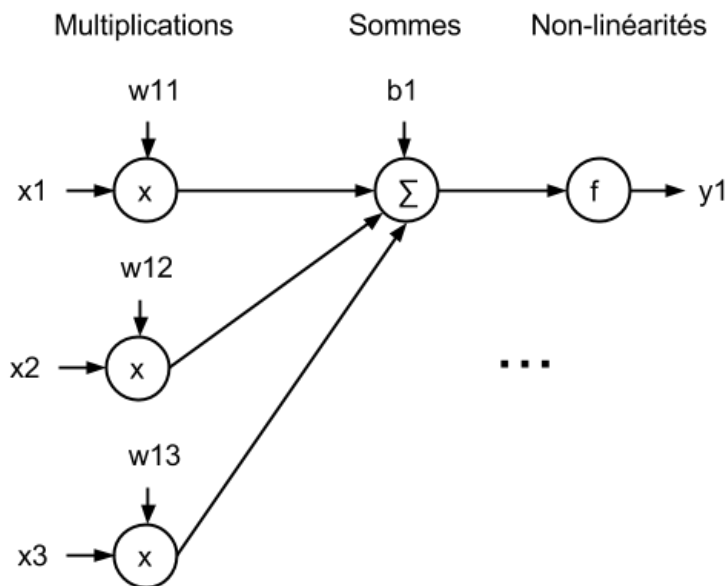 Multiplications Sommes Non-linéarités
w11 b1
x1 x ∑ f y1
w12
x2 x ...
w13
x3 x